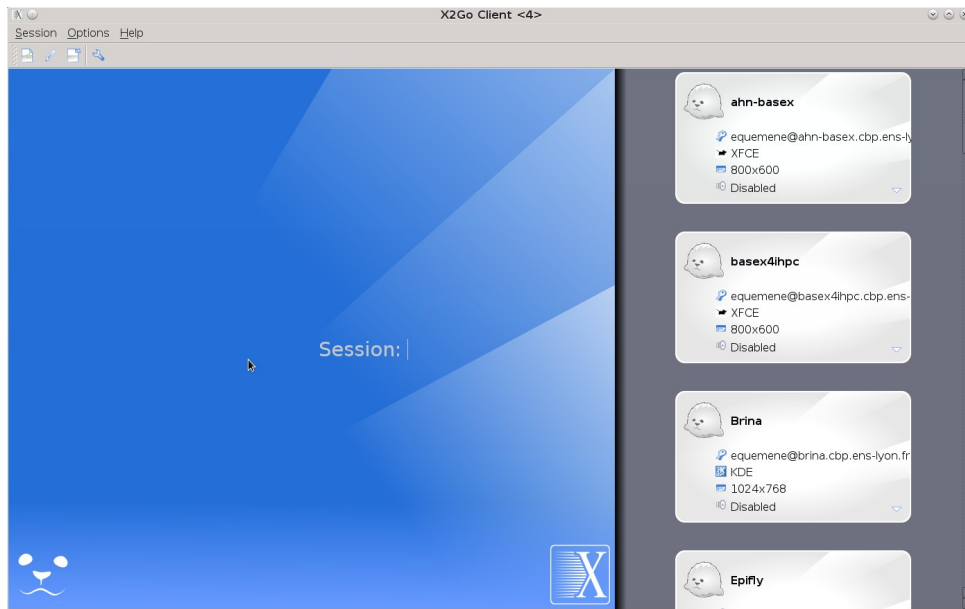 X2Go Client <4>
Session Options Help
Session:
ahn-basex
equemene@ahn-basex.cbp.ens-ly
XFCE
800x600
Disabled
basex4ihpc
equemene@basex4ihpc.cbp.ens-
XFCE
800x600
Disabled
Brina
equemene@brina.cbp.ens-lyon.fr
KDE
1024x768
Disabled
Epifly
X